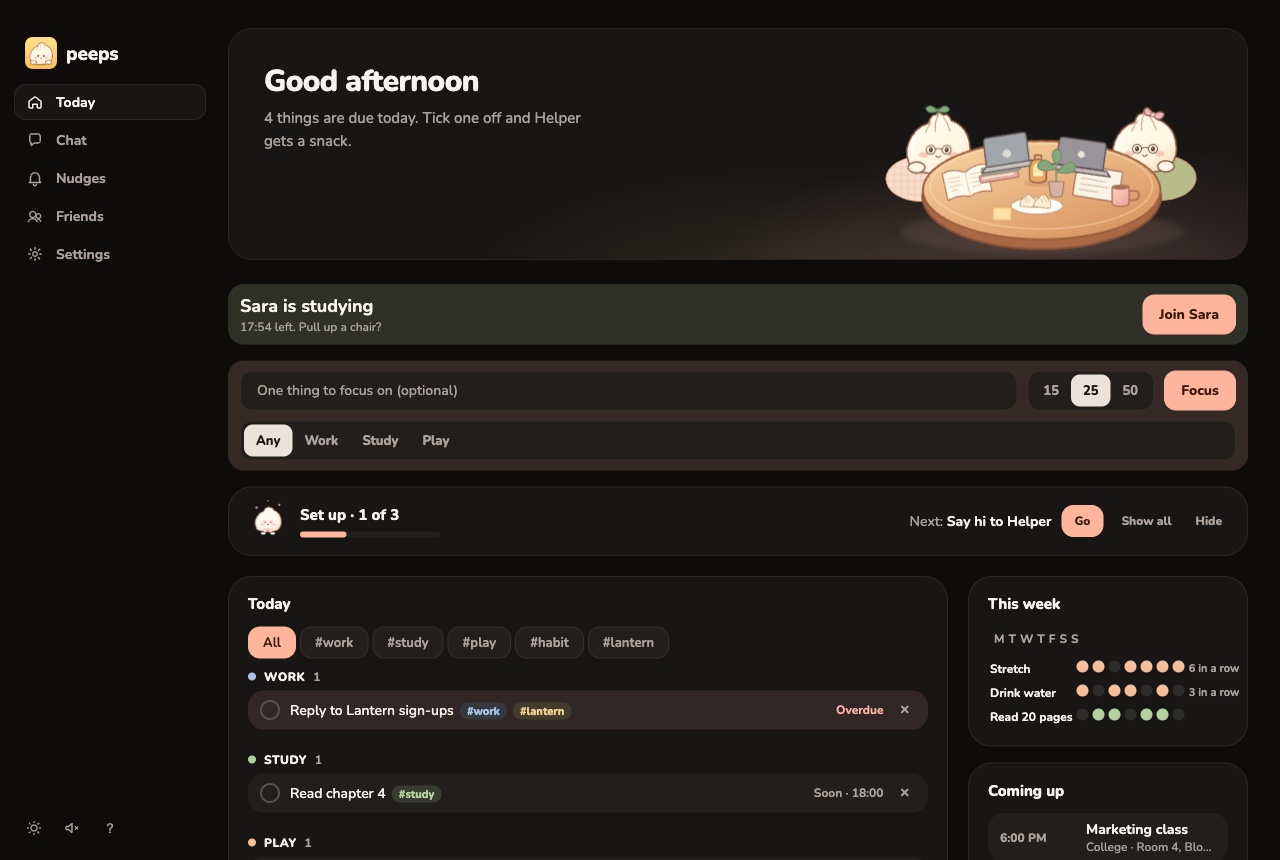 peeps
Today
Chat
Nudges
Friends
Settings
?
Good afternoon
4 things are due today. Tick one off and Helper
gets a snack.
Sara is studying
17:54 left. Pull up a chair?
Join Sara
One thing to focus on (optional)
15 25 50
Focus
Any Work Study Play
Set up · 1 of 3
Next: Say hi to Helper
Go
Show all
Hide
Today
All #work #study #play #habit #lantern
WORK 1
Reply to Lantern sign-ups #work #lantern Overdue ×
STUDY 1
Read chapter 4 #study Soon · 18:00 ×
PLAY 1
This week
M T W T F S S
Stretch 6 in a row
Drink water 3 in a row
Read 20 pages
Coming up
6:00 PM Marketing class
College · Room 4, Blo...